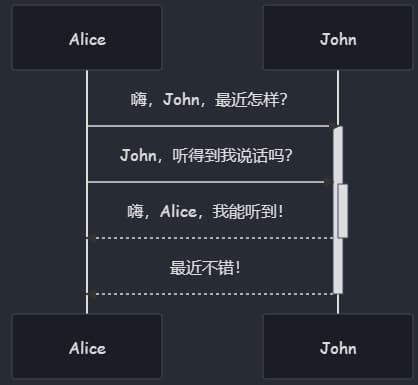 Alice
John
嗨，John，最近怎样？
John，听得到我说话吗？
嗨，Alice，我能听到！
最近不错！
Alice
John